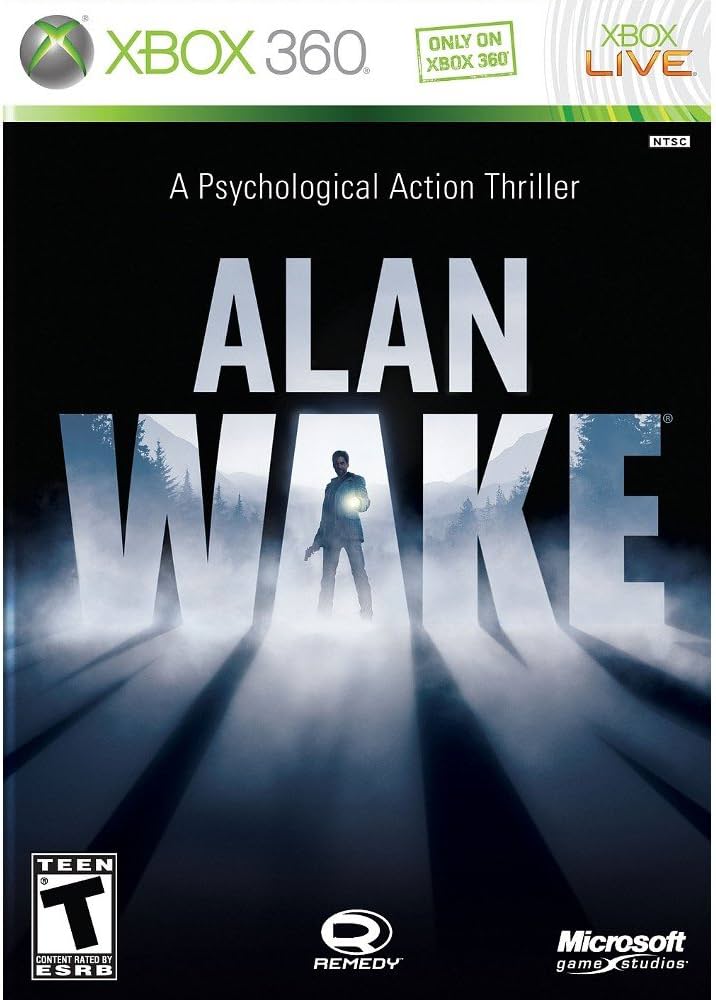 XBOX 360®
ONLY ON
XBOX 360®
XBOX
LIVE®
NTSC
A Psychological Action Thriller
ALAN
WAKE®
TEEN
T®
CONTENT RATED BY
ESRB
REMEDY™
Microsoft®
game studios®